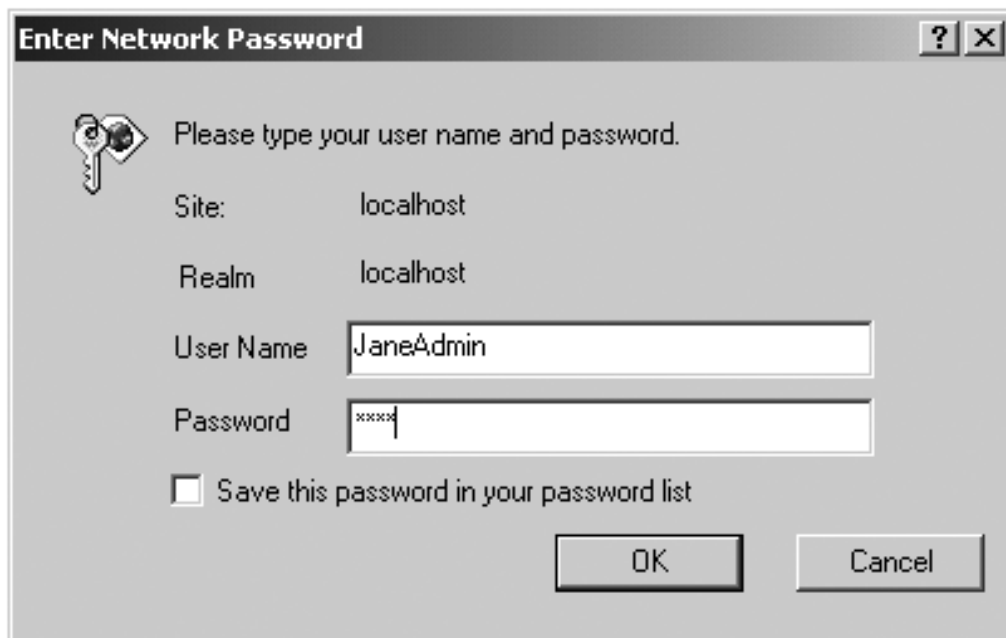 Enter Network Password
? X
Please type your user name and password.
Site: localhost
Realm localhost
User Name JaneAdmin
Password ****
Save this password in your password list
OK Cancel